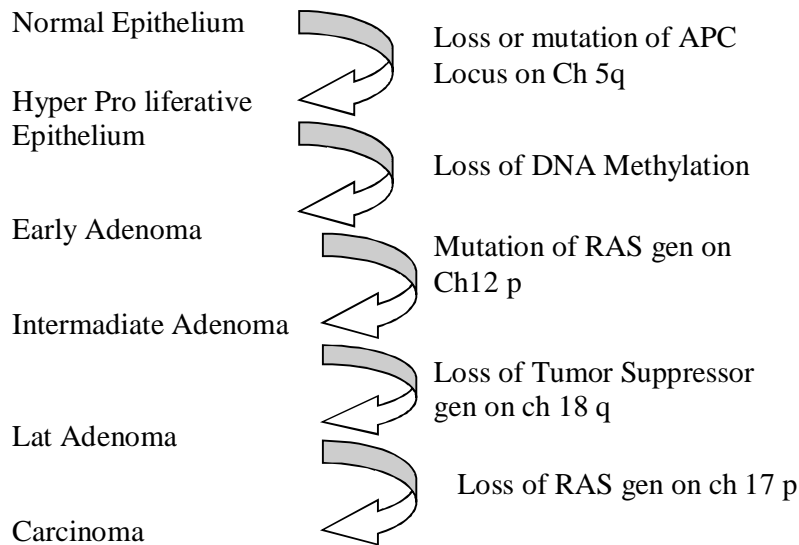 Normal Epithelium
Loss or mutation of APC
Locus on Ch 5q
Hyper Pro liferative
Epithelium
Loss of DNA Methylation
Early Adenoma
Mutation of RAS gen on
Ch12 p
Intermadiate Adenoma
Loss of Tumor Suppressor
gen on ch 18 q
Lat Adenoma
Loss of RAS gen on ch 17 p
Carcinoma